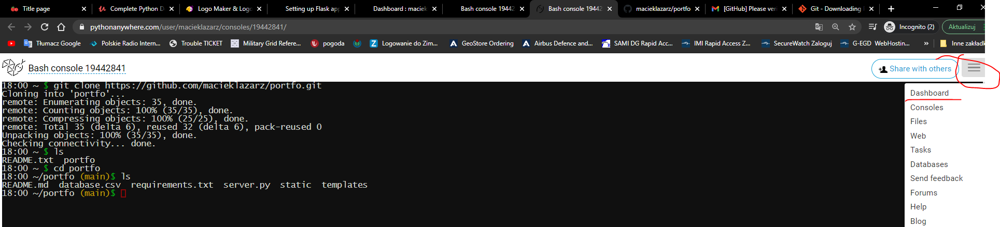 Title page
Complete Python D
Logo Maker & Logo
Setting up Flask app
Dashboard : maciek
Bash console 19442
Bash console 19442
macieklazarz/portfo
[GitHub] Please veri
Git - Downloading
pythonanywhere.com/user/macieklazarz/consoles/19442841/
Incognito (2)
Aktualizuj
Tłumacz Google
Polskie Radio Intern...
Trouble TICKET
Military Grid Refere...
pogoda
Logowanie do Zim...
GeoStore Ordering
Airbus Defence and...
SAMI DG Rapid Acc...
IMI Rapid Access Z...
SecureWatch Zaloguj
G-EGD WebHostin...
»
Inne zakładk
Bash console 19442841
Share with others
18:00 ~ $ git clone https://github.com/macieklazarz/portfo.git
Cloning into 'portfo'...
remote: Enumerating objects: 35, done.
remote: Counting objects: 100% (35/35), done.
remote: Compressing objects: 100% (25/25), done.
remote: Total 35 (delta 6), reused 32 (delta 6), pack-reused 0
Unpacking objects: 100% (35/35), done.
Checking connectivity... done.
18:00 ~ $ ls
README.txt  portfo
18:00 ~ $ cd portfo
18:00 ~/portfo (main)$ ls
README.md  database.csv  requirements.txt  server.py  static  templates
18:00 ~/portfo (main)$
Dashboard
Consoles
Files
Web
Tasks
Databases
Send feedback
Forums
Help
Blog